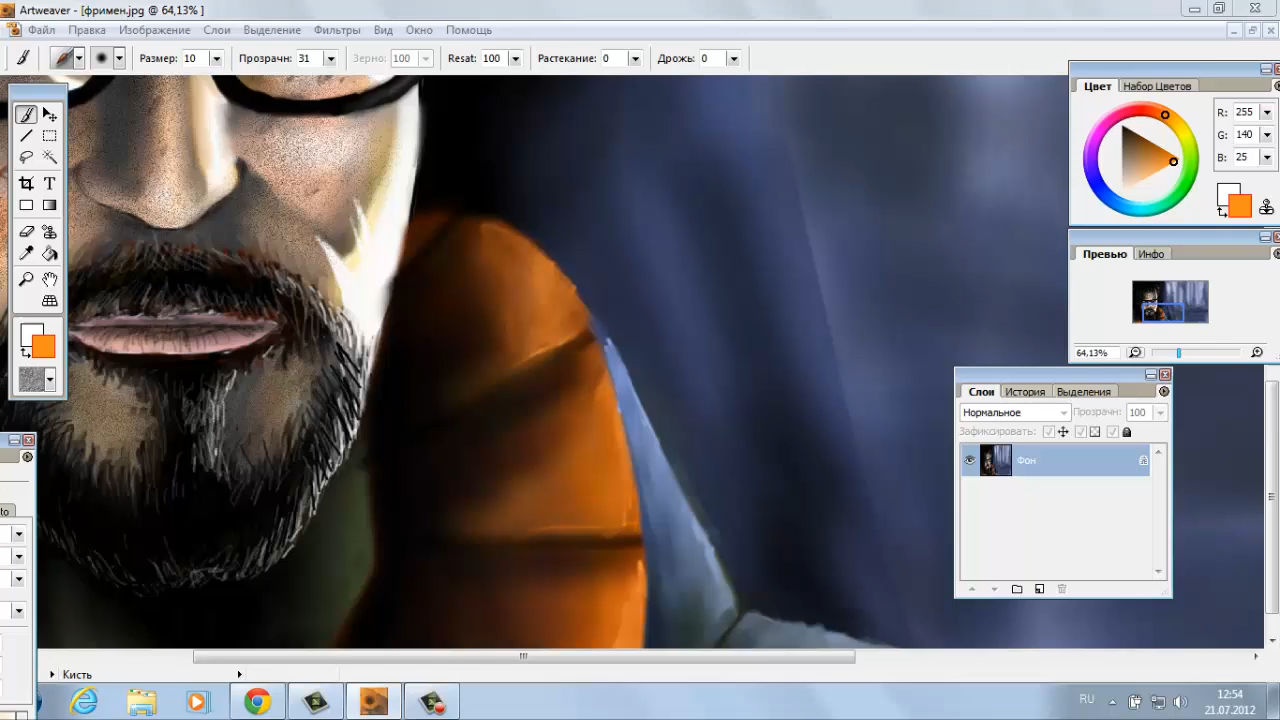 Artweaver - [фримен.jpg @ 64,13% ]
Файл Правка Изображение Слои Выделение Фильтры Вид Окно Помощь
Размер: 10 Прозрачн: 31 Зерно: 100 Resat: 100 Растекание: 0 Дрожь: 0
Цвет Набор Цветов
R: 255
G: 140
B: 25
Превью Инфо
64,13%
Слои История Выделения
Нормальное Прозрачн: 100
Зафиксировать:
Фон
to
Кисть
RU
12:54
21.07.2012